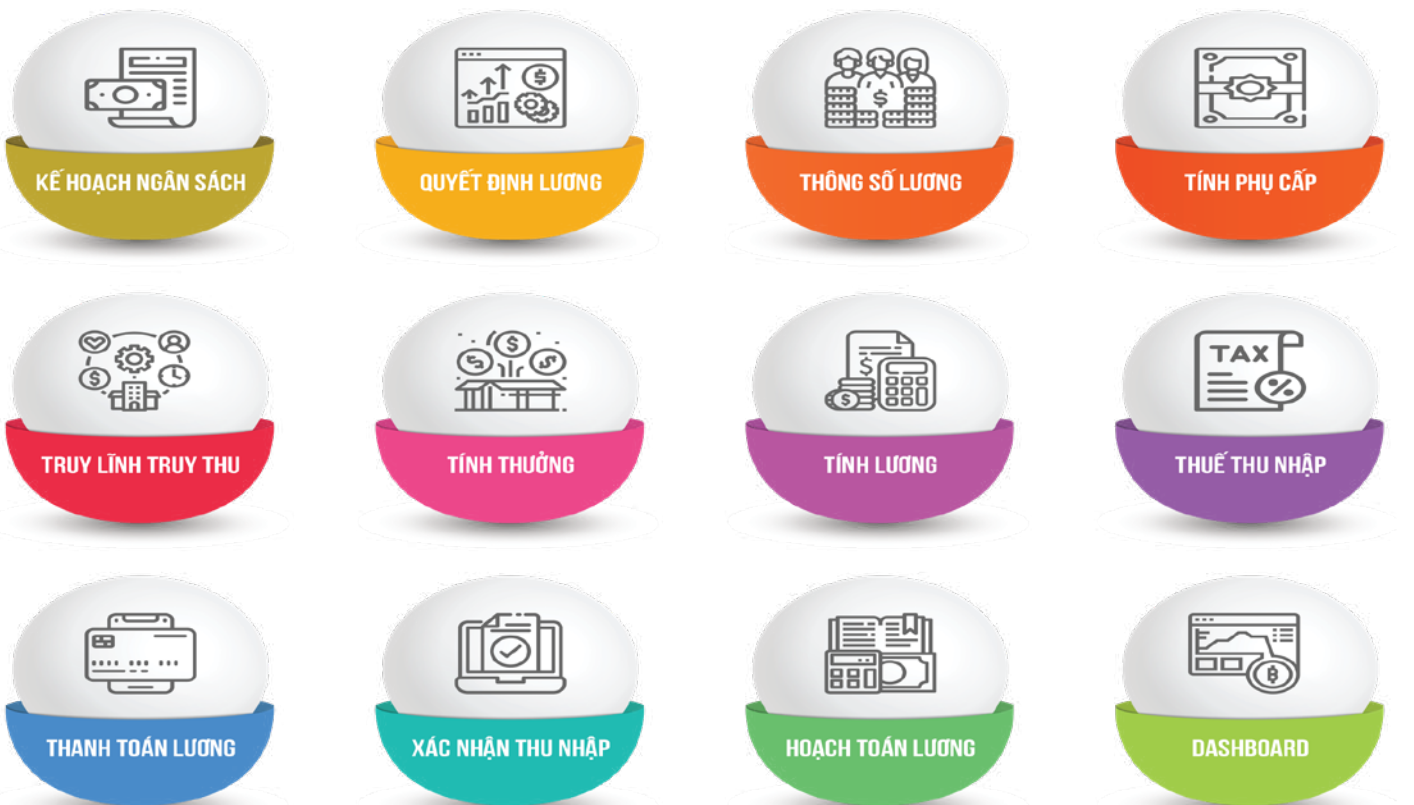 KẾ HOẠCH NGÂN SÁCH
QUYẾT ĐỊNH LƯƠNG
THÔNG SỐ LƯƠNG
TÍNH PHỤ CẤP
TRUY LĨNH TRUY THU
TÍNH THƯỞNG
TÍNH LƯƠNG
TAX
THUẾ THU NHẬP
THANH TOÁN LƯƠNG
XÁC NHẬN THU NHẬP
HOẠCH TOÁN LƯƠNG
DASHBOARD